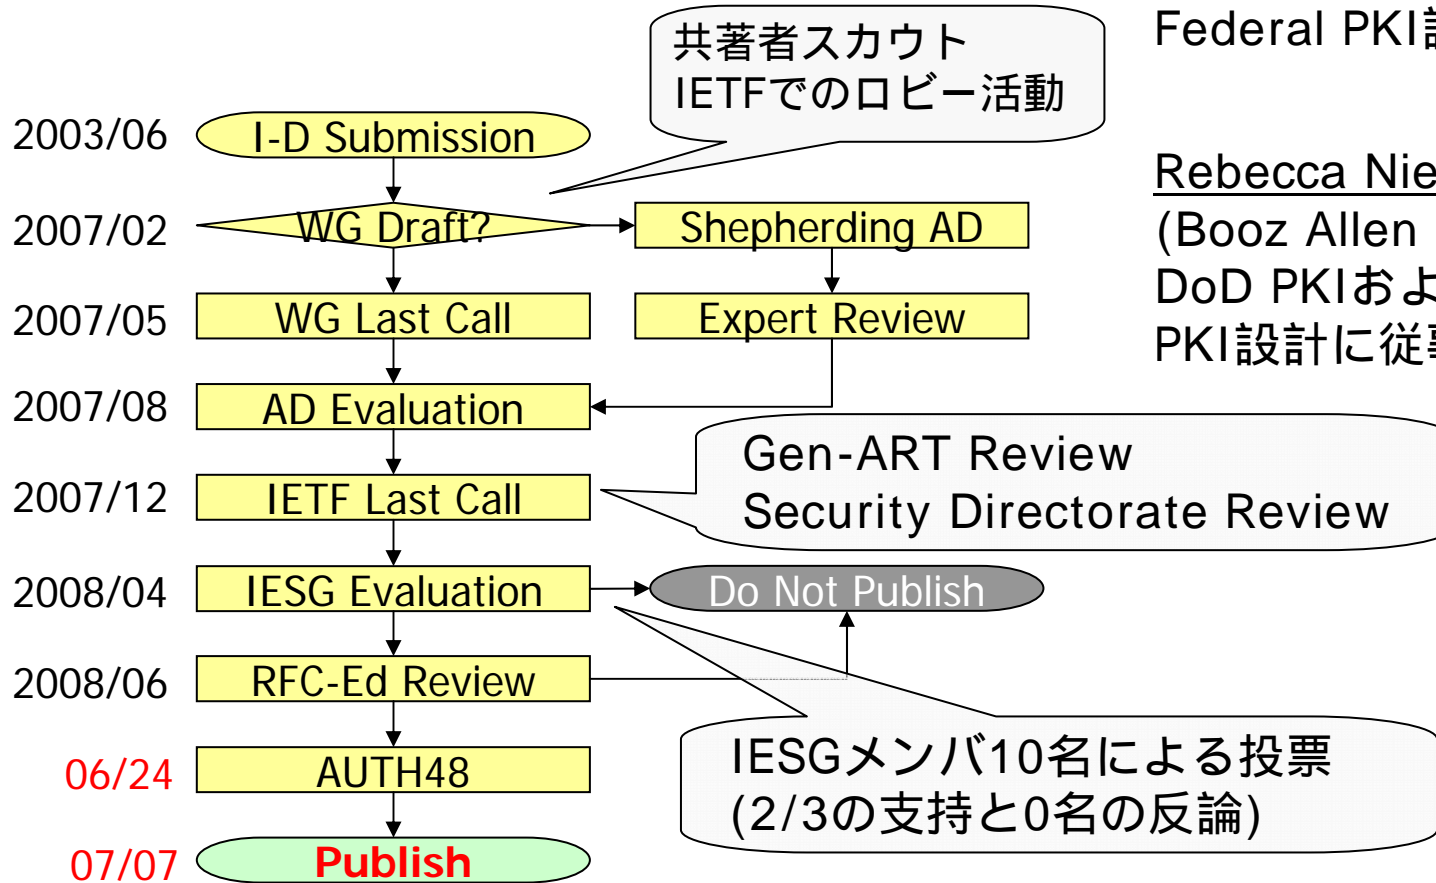 共著者スカウト
IETFでのロビー活動
Federal PKI
2003/06 I-D Submission
Rebecca
2007/02 WG Draft? Shepherding AD
(Booz Allen
2007/05 WG Last Call Expert Review
DoD PKIおよ
PKI設計に従事
2007/08 AD Evaluation
Gen-ART Review
Security Directorate Review
2007/12 IETF Last Call
2008/04 IESG Evaluation Do Not Publish
2008/06 RFC-Ed Review
IESGメンバ10名による投票
(2/3の支持と0名の反論)
06/24 AUTH48
07/07 Publish